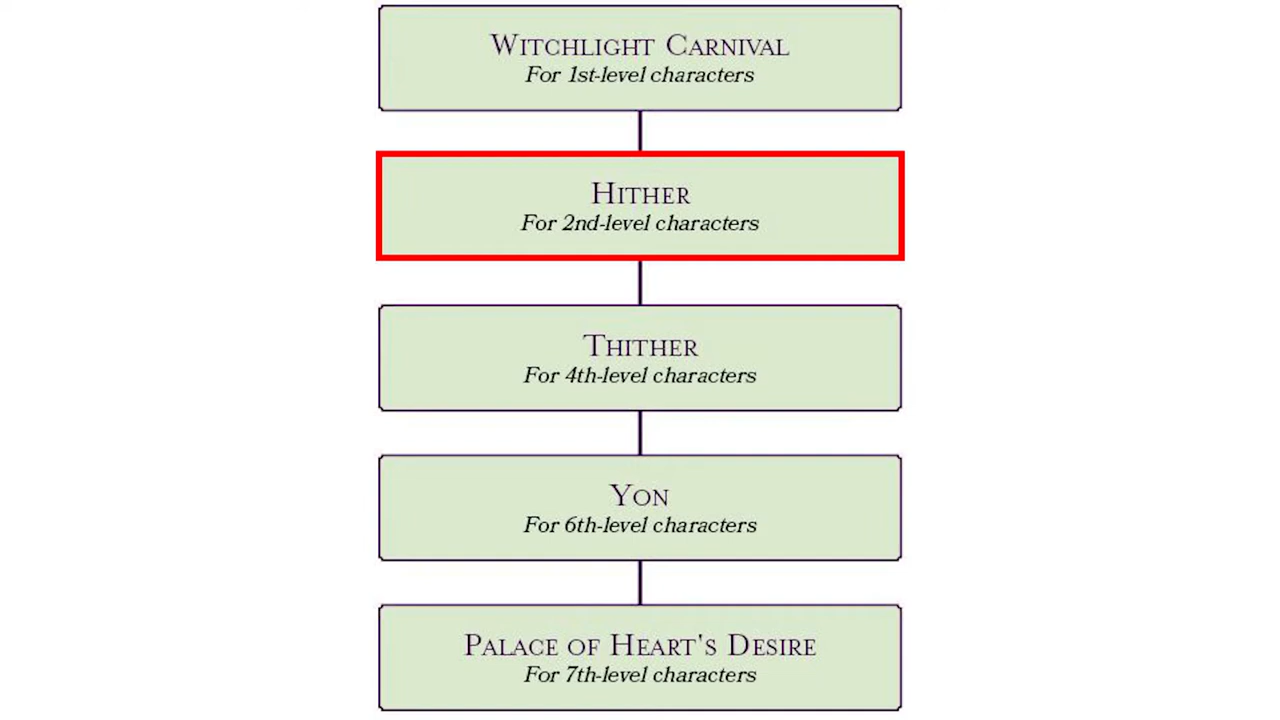 Witchlight Carnival
For 1st-level characters
Hither
For 2nd-level characters
Thither
For 4th-level characters
Yon
For 6th-level characters
Palace of Heart's Desire
For 7th-level characters